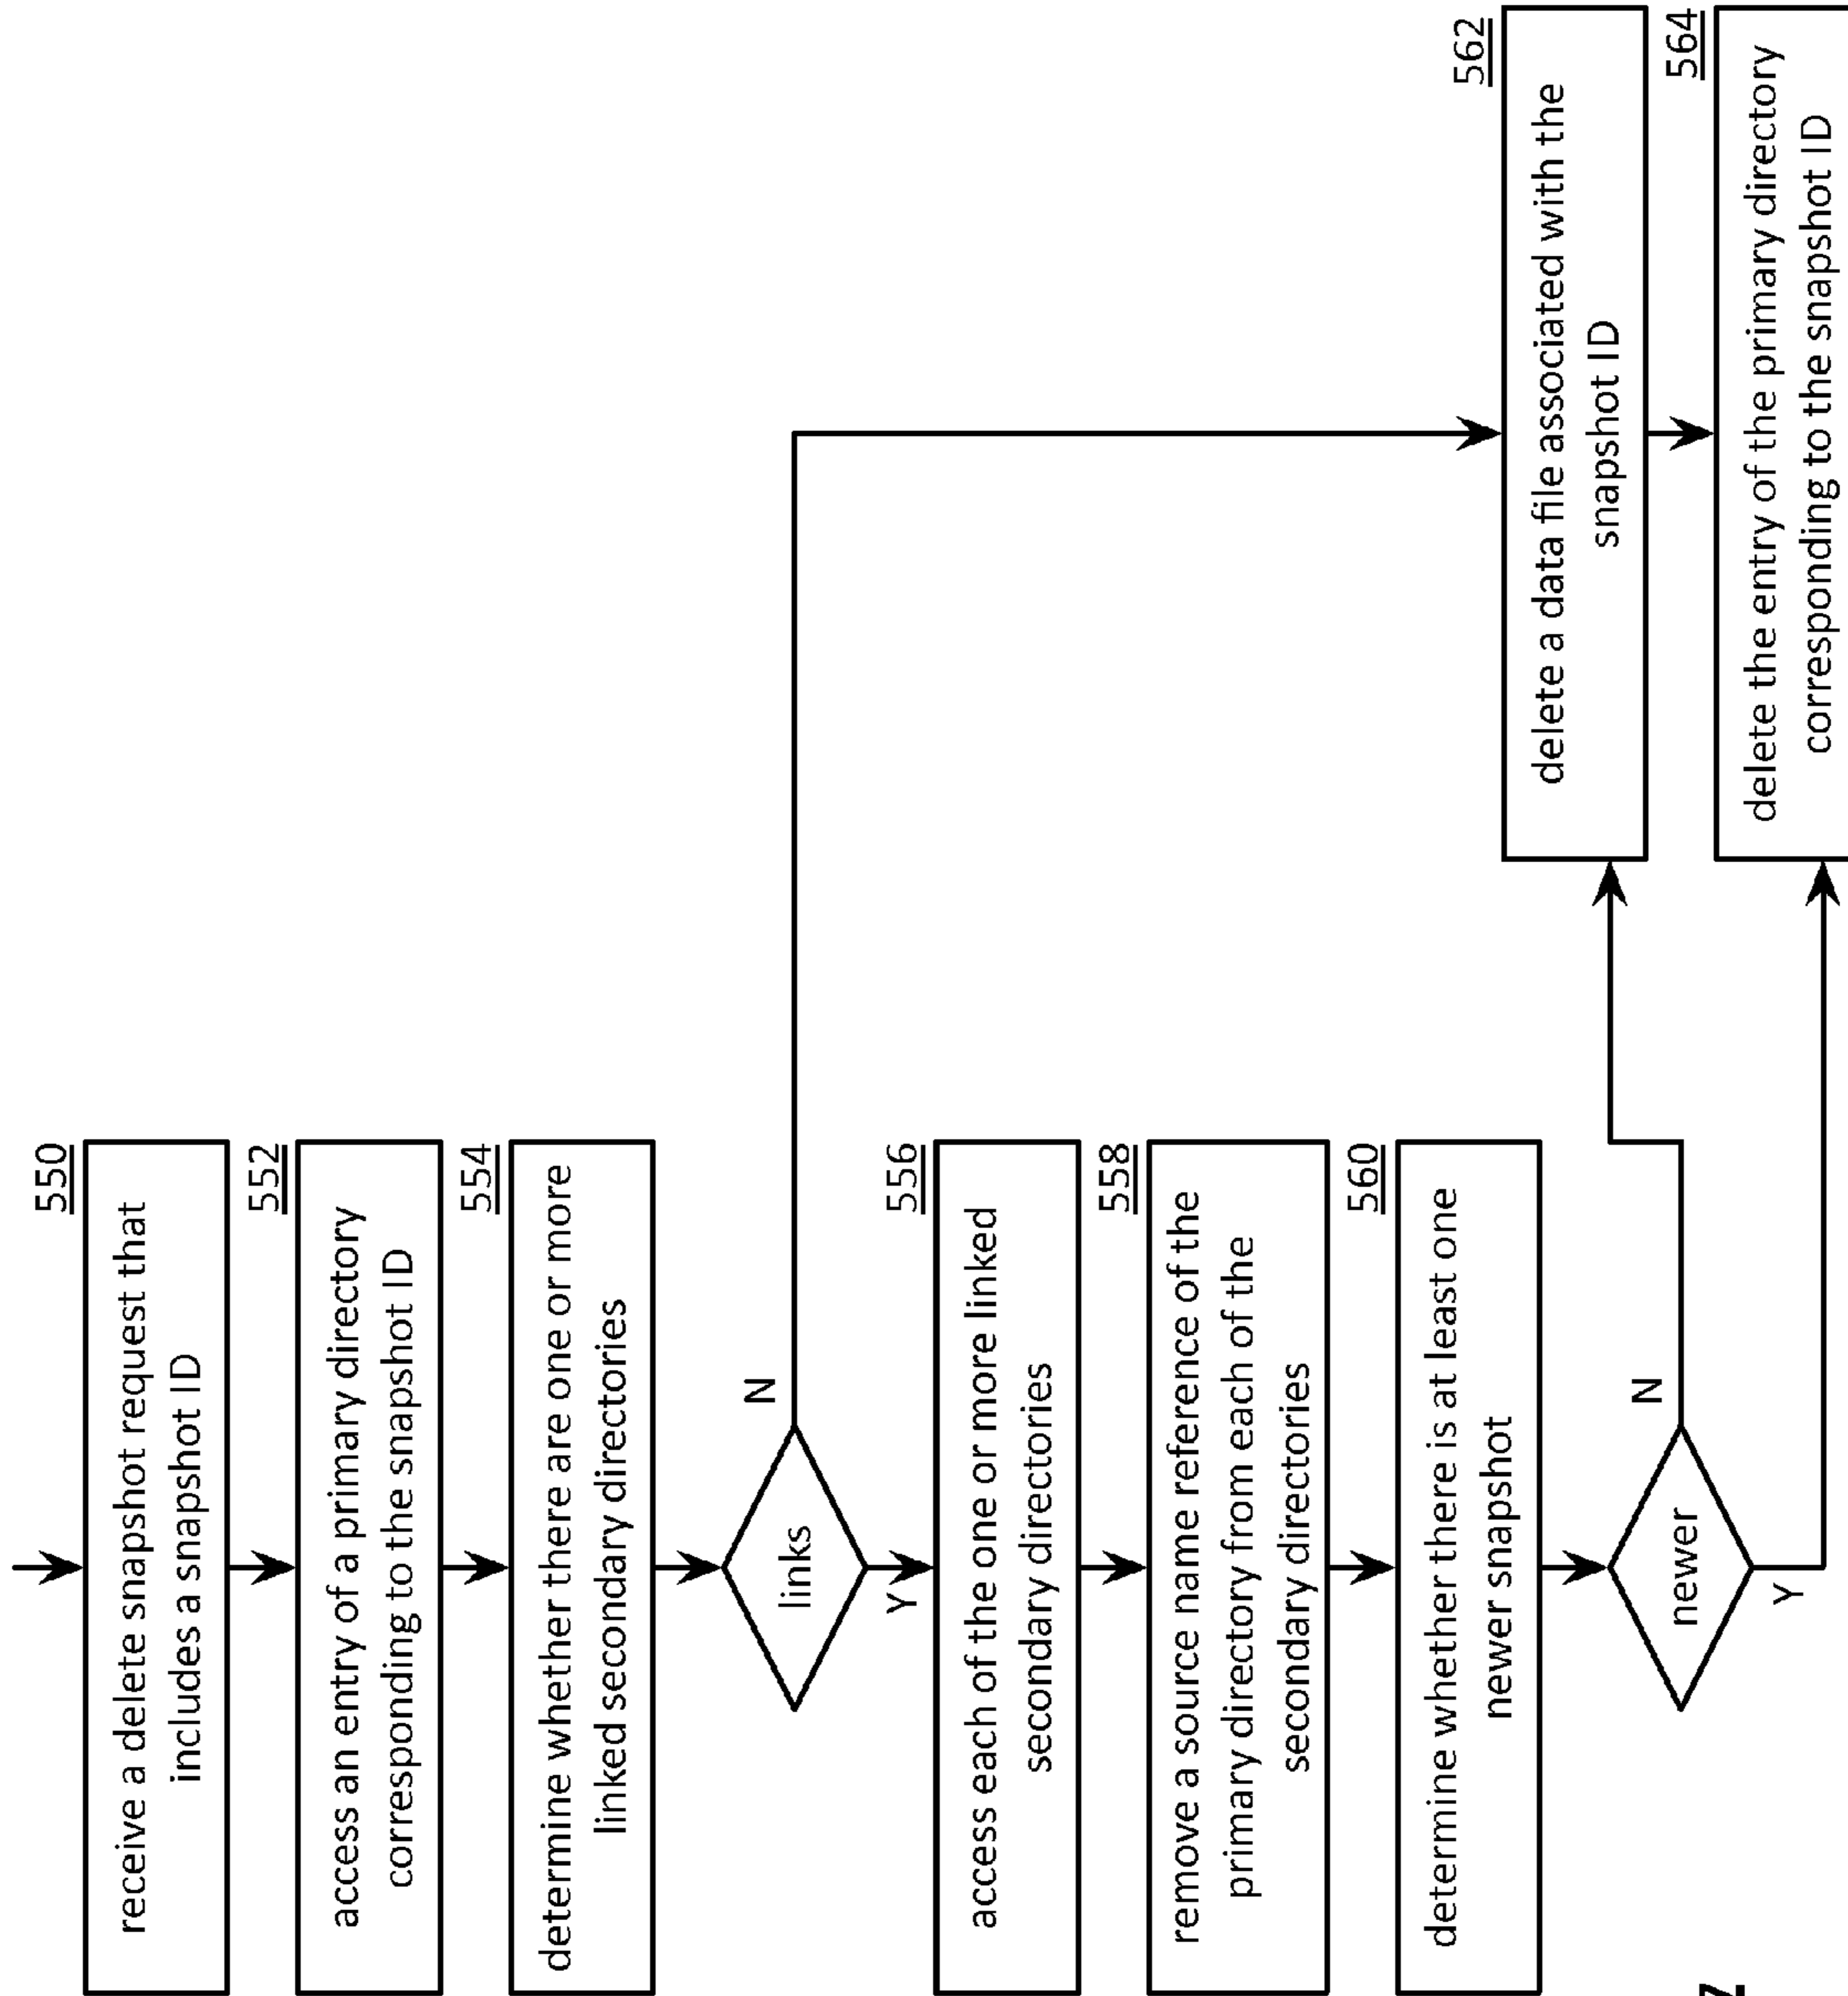 550
receive a delete snapshot request that
includes a snapshot ID
552
access an entry of a primary directory
corresponding to the snapshot ID
554
determine whether there are one or more
linked secondary directories
links
N
Y
556
access each of the one or more linked
secondary directories
558
remove a source name reference of the
primary directory from each of the
secondary directories
560
determine whether there is at least one
newer snapshot
newer
N
Y
562
delete a data file associated with the
snapshot ID
564
delete the entry of the primary directory
corresponding to the snapshot ID